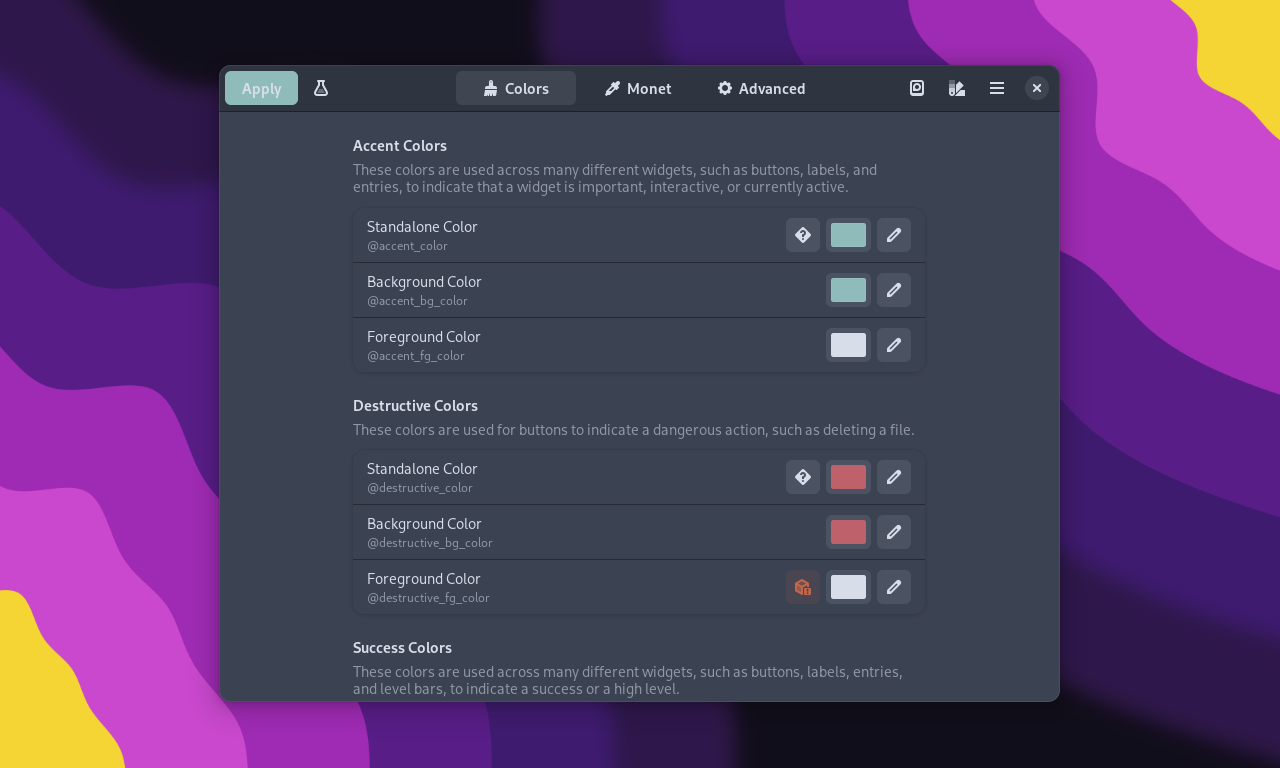 Apply
Colors
Monet
Advanced
Accent Colors
These colors are used across many different widgets, such as buttons, labels, and
entries, to indicate that a widget is important, interactive, or currently active.
Standalone Color
@accent_color
Background Color
@accent_bg_color
Foreground Color
@accent_fg_color
Destructive Colors
These colors are used for buttons to indicate a dangerous action, such as deleting a file.
Standalone Color
@destructive_color
Background Color
@destructive_bg_color
Foreground Color
@destructive_fg_color
Success Colors
These colors are used across many different widgets, such as buttons, labels, entries,
and level bars, to indicate a success or a high level.